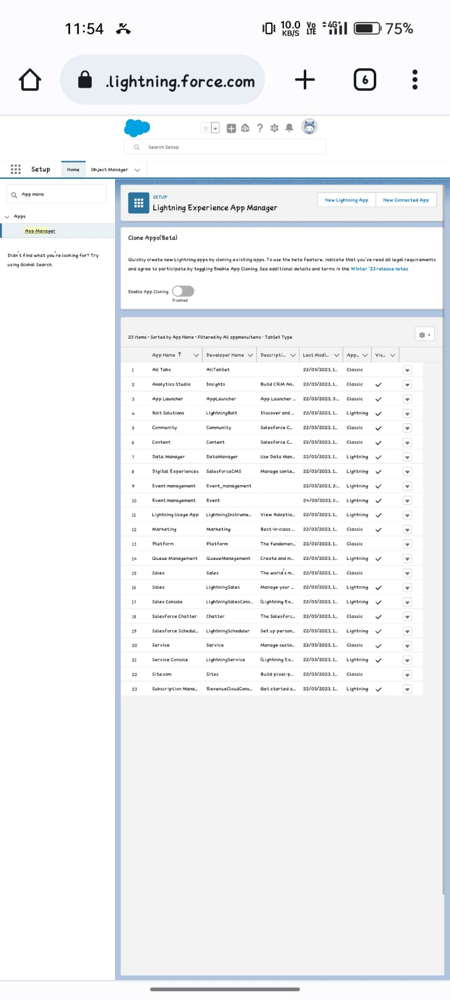 11:54
10.0 KB/S
Vo LTE
4G+
75%
.lightning.force.com
6
Search Setup
Setup
Home
Object Manager
App mana
Apps
App Manager
Didn't find what you're looking for? Try
using Global Search.
SETUP
Lightning Experience App Manager
New Lightning App
New Connected App
Clone Apps(Beta)
Quickly create new Lightning apps by cloning existing apps. To use the beta feature, indicate that you've read all legal requirements
and agree to participate by toggling Enable App Cloning. See additional details and terms in the Winter '23 release notes
Enable App Cloning
Disabled
23 items • Sorted by App Name • Filtered by All appmenuitems - TabSet Type
App Name ↑ Developer Name Descripti... Last Modi... App... Vis...
1 All Tabs AllTabSet 22/03/2023, 1... Classic
2 Analytics Studio Insights Build CRM An... 22/03/2023, 1... Classic
3 App Launcher AppLauncher App Launcher ... 22/03/2023, 3:... Classic
4 Bolt Solutions LightningBolt Discover and ... 22/03/2023, 1... Lightning
5 Community Community Salesforce C... 22/03/2023, 1... Classic
6 Content Content Salesforce C... 22/03/2023, 1... Classic
7 Data Manager DataManager Use Data Man... 22/03/2023, 1... Lightning
8 Digital Experiences SalesforceCMS Manage conte... 22/03/2023, 1... Lightning
9 Event management Event_management 22/03/2023, 2:... Lightning
10 Event management Event 24/03/2023, 1:... Lightning
11 Lightning Usage App LightningInstrume... View Adoptio... 22/03/2023, 1... Lightning
12 Marketing Marketing Best-in-class ... 22/03/2023, 1... Classic
13 Platform Platform The fundamen... 22/03/2023, 1... Classic
14 Queue Management QueueManagement Create and m... 22/03/2023, 1... Lightning
15 Sales Sales The world's m... 22/03/2023, 1... Classic
16 Sales LightningSales Manage your ... 22/03/2023, 1... Lightning
17 Sales Console LightningSalesCons... (Lightning Ex... 22/03/2023, 1... Lightning
18 Salesforce Chatter Chatter The Salesforc... 22/03/2023, 1... Classic
19 Salesforce Schedul... LightningScheduler Set up person... 22/03/2023, 1... Lightning
20 Service Service Manage custo... 22/03/2023, 1... Classic
21 Service Console LightningService (Lightning Ex... 22/03/2023, 1... Lightning
22 Site.com Sites Build pixel-p... 22/03/2023, 1... Classic
23 Subscription Mana... RevenueCloudCons... Get started a... 22/03/2023, 1... Lightning